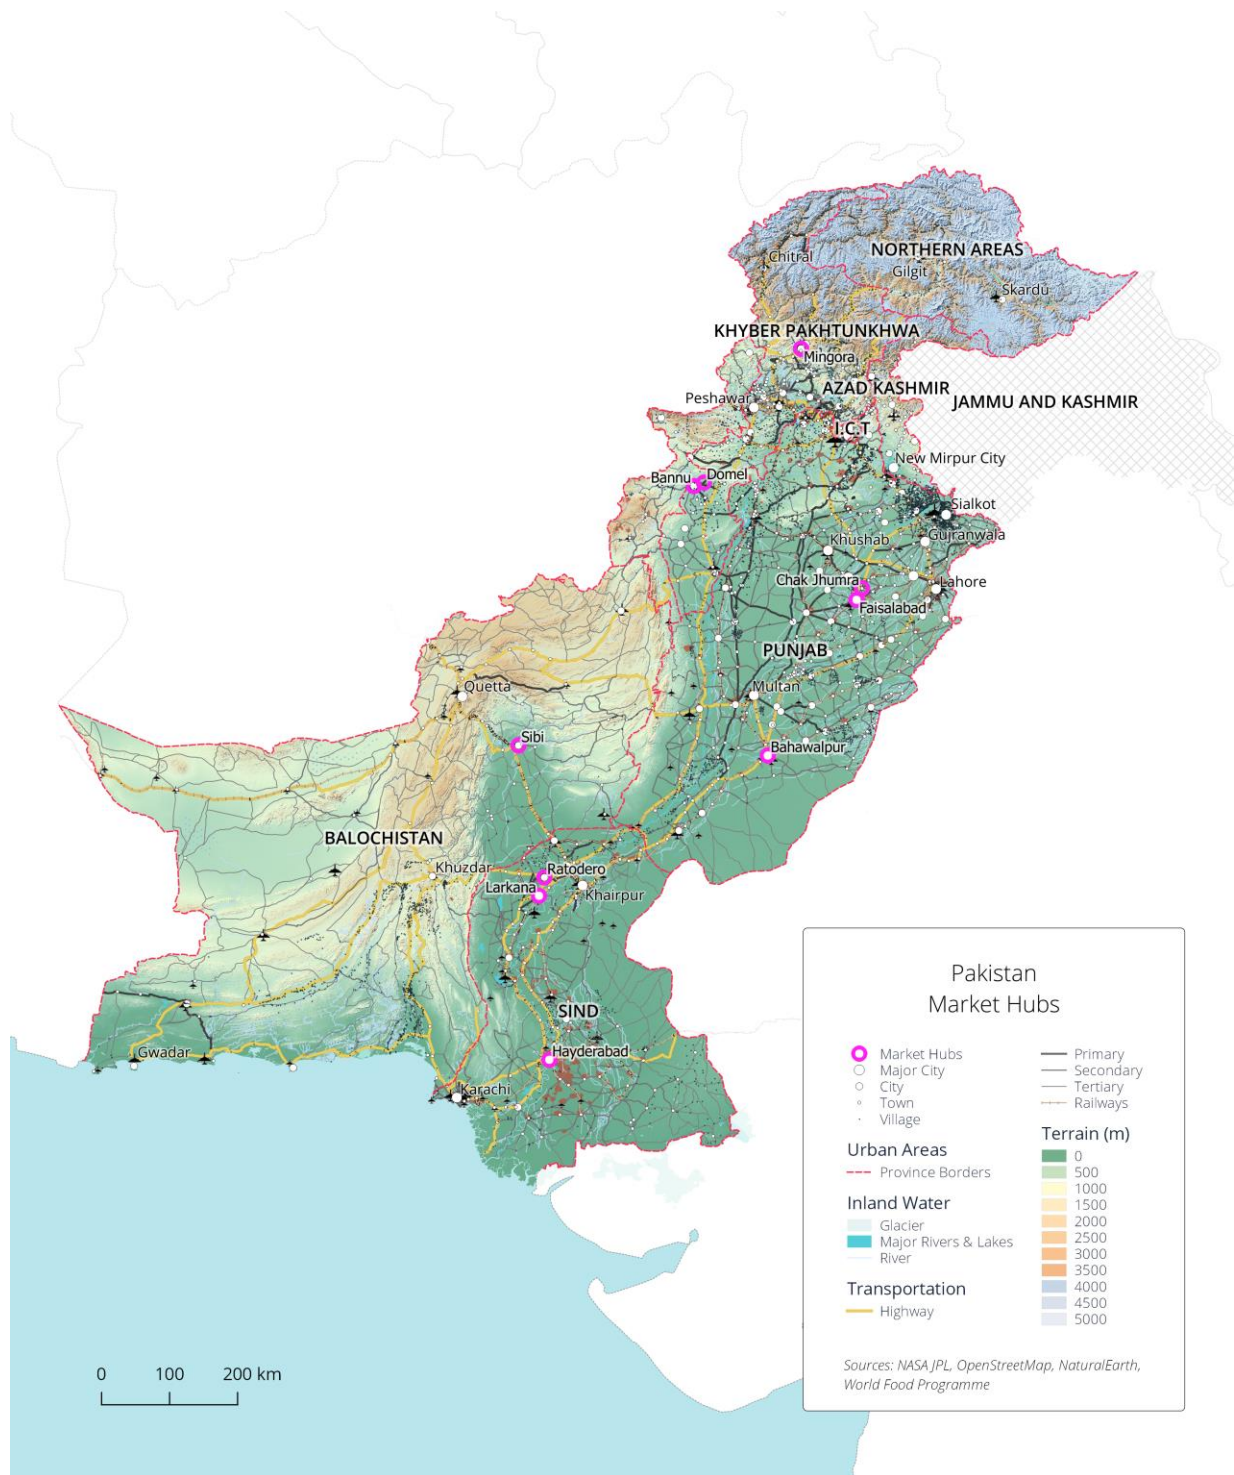 NORTHERN AREAS
Chitral
Gilgit
Skardu
KHYBER PAKHTUNKHWA
Mingora
AZAD KASHMIR
JAMMU AND KASHMIR
Peshawar
I.C.T
New Mirpur City
Bannu
Domel
Sialkot
Gujranwala
Khushab
Chak Jhumra
Lahore
Faisalabad
PUNJAB
Quetta
Multan
Sibi
Bahawalpur
BALOCHISTAN
Khuzdar
Ratodero
Larkana
Khairpur
SIND
Gwadar
Hayderabad
Karachi
Pakistan
Market Hubs
Market Hubs
Major City
City
Town
Village
Urban Areas
Province Borders
Inland Water
Glacier
Major Rivers & Lakes
River
Transportation
Highway
Primary
Secondary
Tertiary
Railways
Terrain (m)
0
500
1000
1500
2000
2500
3000
3500
4000
4500
5000
Sources: NASA JPL, OpenStreetMap, NaturalEarth,
World Food Programme
0 100 200 km